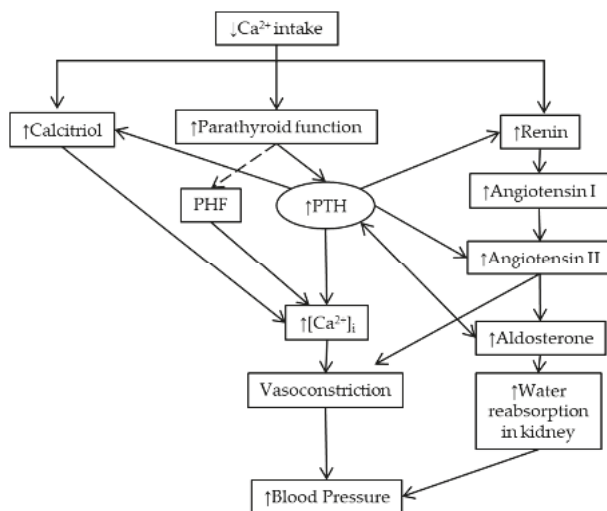 ↓Ca²⁺ intake
↑Calcitriol
↑Parathyroid function
↑Renin
PHF
↑PTH
↑Angiotensin I
↑Angiotensin II
↑[Ca²⁺]ᵢ
↑Aldosterone
Vasoconstriction
↑Water
reabsorption
in kidney
↑Blood Pressure